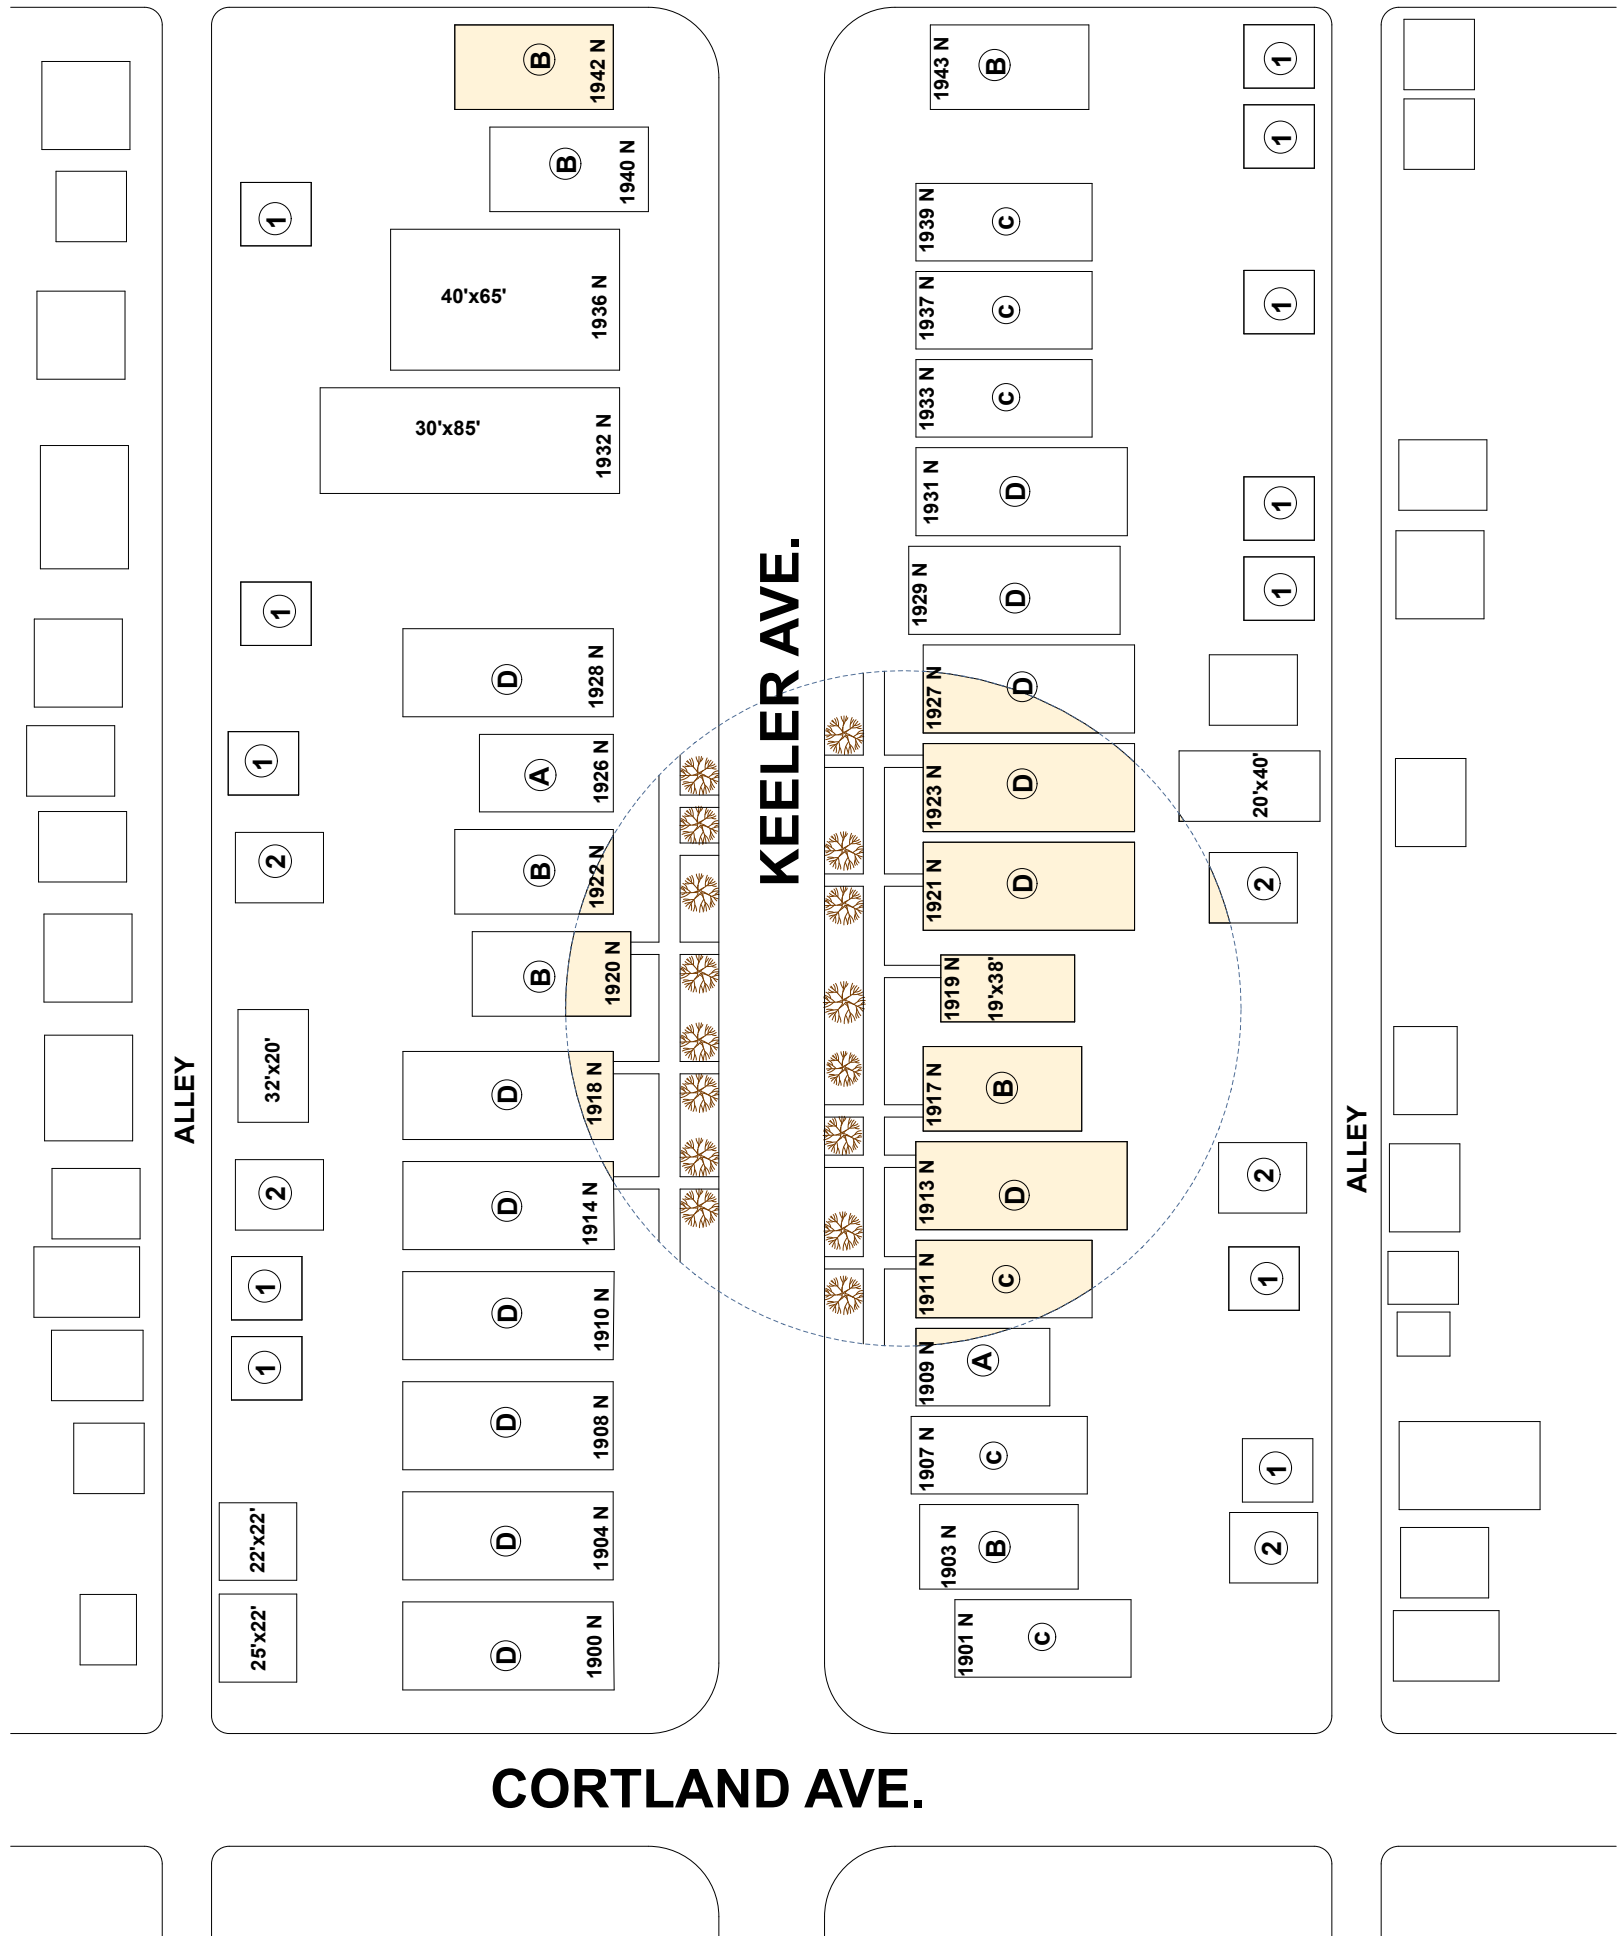 B
1942 N
B
1940 N
1
40'x65'
1936 N
30'x85'
1932 N
1
D
1928 N
1
A
1926 N
2
B
1922 N
B
1920 N
32'x20'
D
1918 N
2
D
1914 N
1
D
1910 N
1
D
1908 N
22'x22'
D
1904 N
25'x22'
D
1900 N
ALLEY
KEELER AVE.
1943 N
B
1
1
1939 N
C
1937 N
C
1
1933 N
C
1931 N
D
1
1929 N
D
1
1927 N
D
1923 N
D
20'x40'
1921 N
D
2
1919 N
19'x38'
1917 N
B
1913 N
D
2
1911 N
C
1
1909 N
A
1907 N
C
1
1903 N
B
2
1901 N
C
ALLEY
CORTLAND AVE.